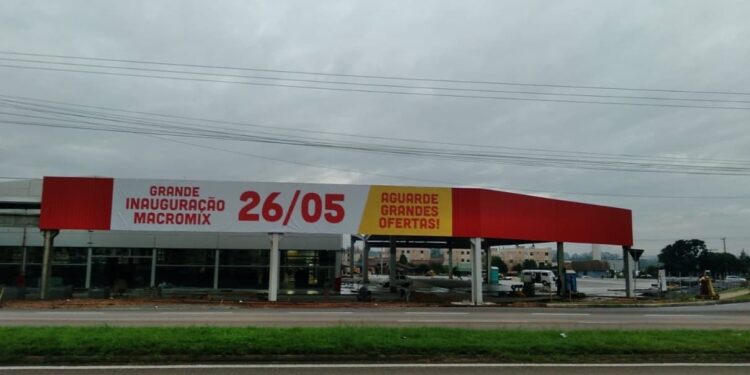 GRANDE
INAUGURAÇÃO
MACROMIX
26/05
AGUARDE
GRANDES
OFERTAS!